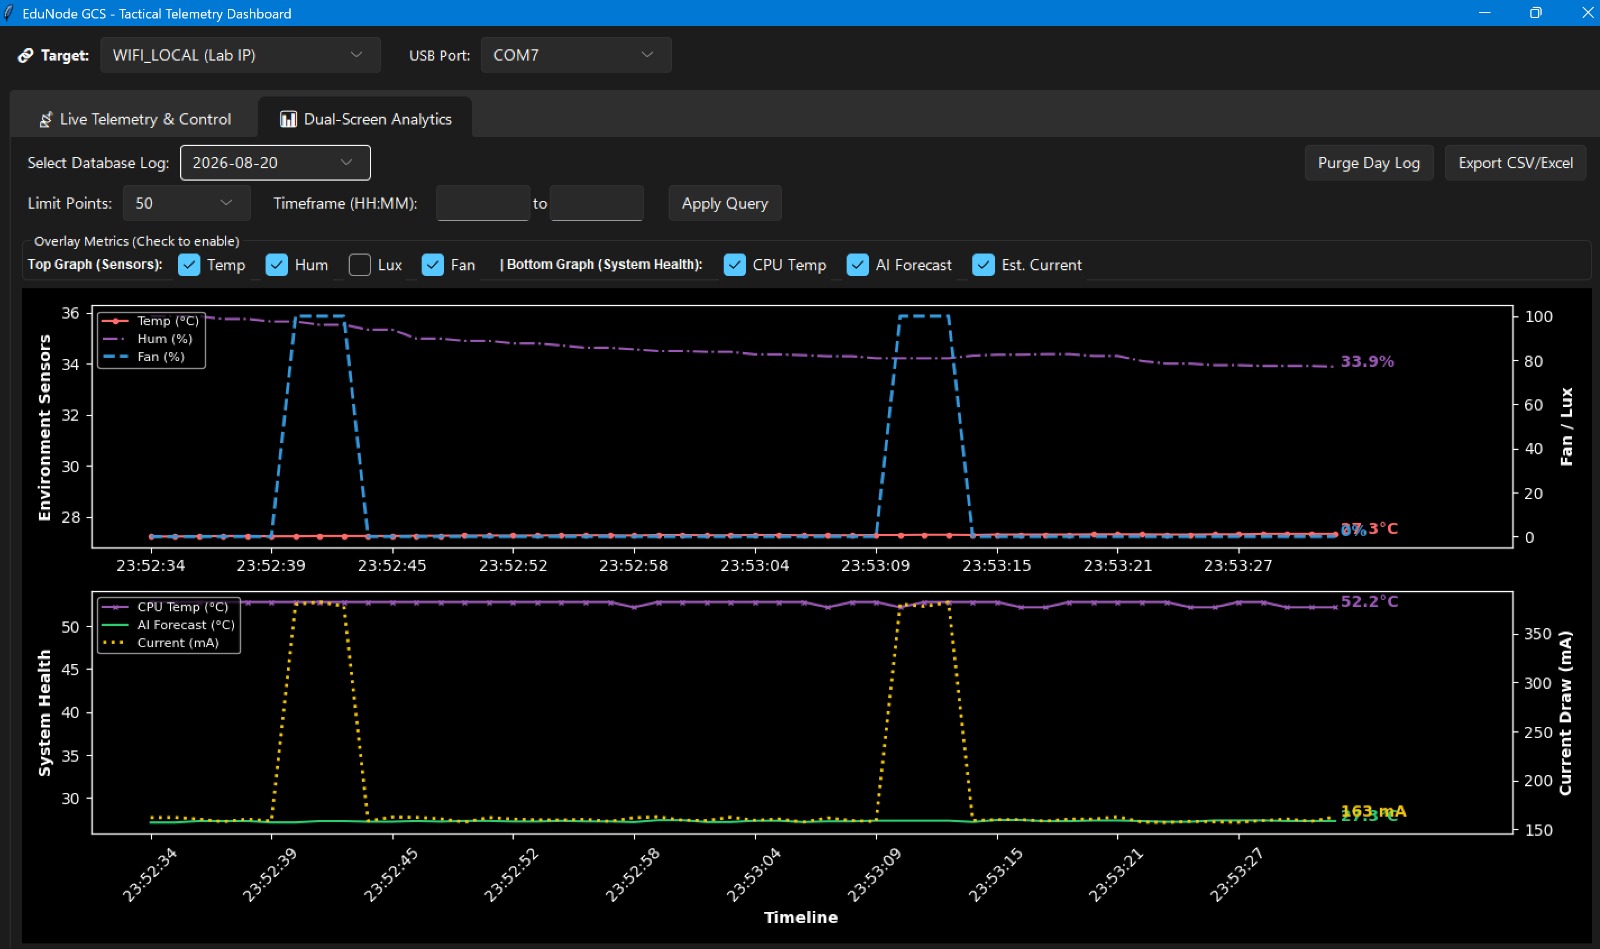 EduNode GCS - Tactical Telemetry Dashboard
Target: WIFI_LOCAL (Lab IP) USB Port: COM7
Live Telemetry & Control Dual-Screen Analytics
Select Database Log: 2026-08-20 Purge Day Log Export CSV/Excel
Limit Points: 50 Timeframe (HH:MM): to Apply Query
Overlay Metrics (Check to enable)
Top Graph (Sensors): Temp Hum Lux Fan | Bottom Graph (System Health): CPU Temp AI Forecast Est. Current
Environment Sensors
36
34
32
30
28
Temp (°C)
Hum (%)
Fan (%)
33.9%
27.3°C
0%
100
80
60
40
20
0
Fan / Lux
23:52:34 23:52:39 23:52:45 23:52:52 23:52:58 23:53:04 23:53:09 23:53:15 23:53:21 23:53:27
System Health
50
45
40
35
30
CPU Temp (°C)
AI Forecast (°C)
Current (mA)
52.2°C
163 mA
27.3°C
350
300
250
200
150
Current Draw (mA)
23:52:34 23:52:39 23:52:45 23:52:52 23:52:58 23:53:04 23:53:09 23:53:15 23:53:21 23:53:27
Timeline